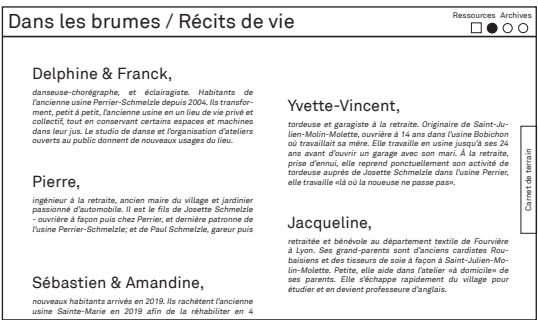 Dans les brumes / Récits de vie
Ressources Archives
Delphine & Franck,
danseuse-chorégraphe, et éclairagiste. Habitants de
l'ancienne usine Perrier-Schmelzle depuis 2004. Ils transfor-
ment, petit à petit, l'ancienne usine en un lieu de vie privé et
collectif, tout en conservant certains espaces et machines
dans leur jus. Le studio de danse et l'organisation d'ateliers
ouverts au public donnent de nouveaux usages du lieu.
Pierre,
ingénieur à la retraite, ancien maire du village et jardinier
passionné d'automobile. Il est le fils de Josette Schmelzle
- ouvrière à façon puis chez Perrier, et dernière patronne de
l'usine Perrier-Schmelzle; et de Paul Schmelzle, gareur puis
Sébastien & Amandine,
nouveaux habitants arrivés en 2019. Ils rachètent l'ancienne
usine Sainte-Marie en 2019 afin de la réhabiliter en 4
Yvette-Vincent,
tordeuse et garagiste à la retraite. Originaire de Saint-Ju-
lien-Molin-Molette, ouvrière à 14 ans dans l'usine Bobichon
où travaillait sa mère. Elle travaille en usine jusqu'à ses 24
ans avant d'ouvrir un garage avec son mari. À la retraite,
prise d'ennui, elle reprend ponctuellement son activité de
tordeuse auprès de Josette Schmelzle dans l'usine Perrier,
elle travaille «là où la noueuse ne passe pas».
Jacqueline,
retraitée et bénévole au département textile de Fourvière
à Lyon. Ses grand-parents sont d'anciens cardistes Rou-
baisiens et des tisseurs de soie à façon à Saint-Julien-Mo-
lin-Molette. Petite, elle aide dans l'atelier «à domicile» de
ses parents. Elle s'échappe rapidement du village pour
étudier et en devient professeure d'anglais.
Carnet de terrain